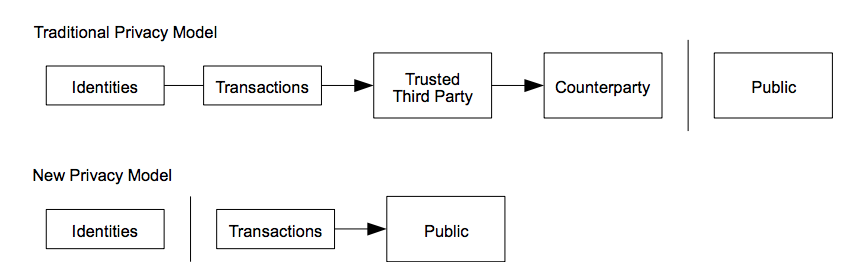 Traditional Privacy Model
Identities
Transactions
Trusted
Third Party
Counterparty
Public
New Privacy Model
Identities
Transactions
Public